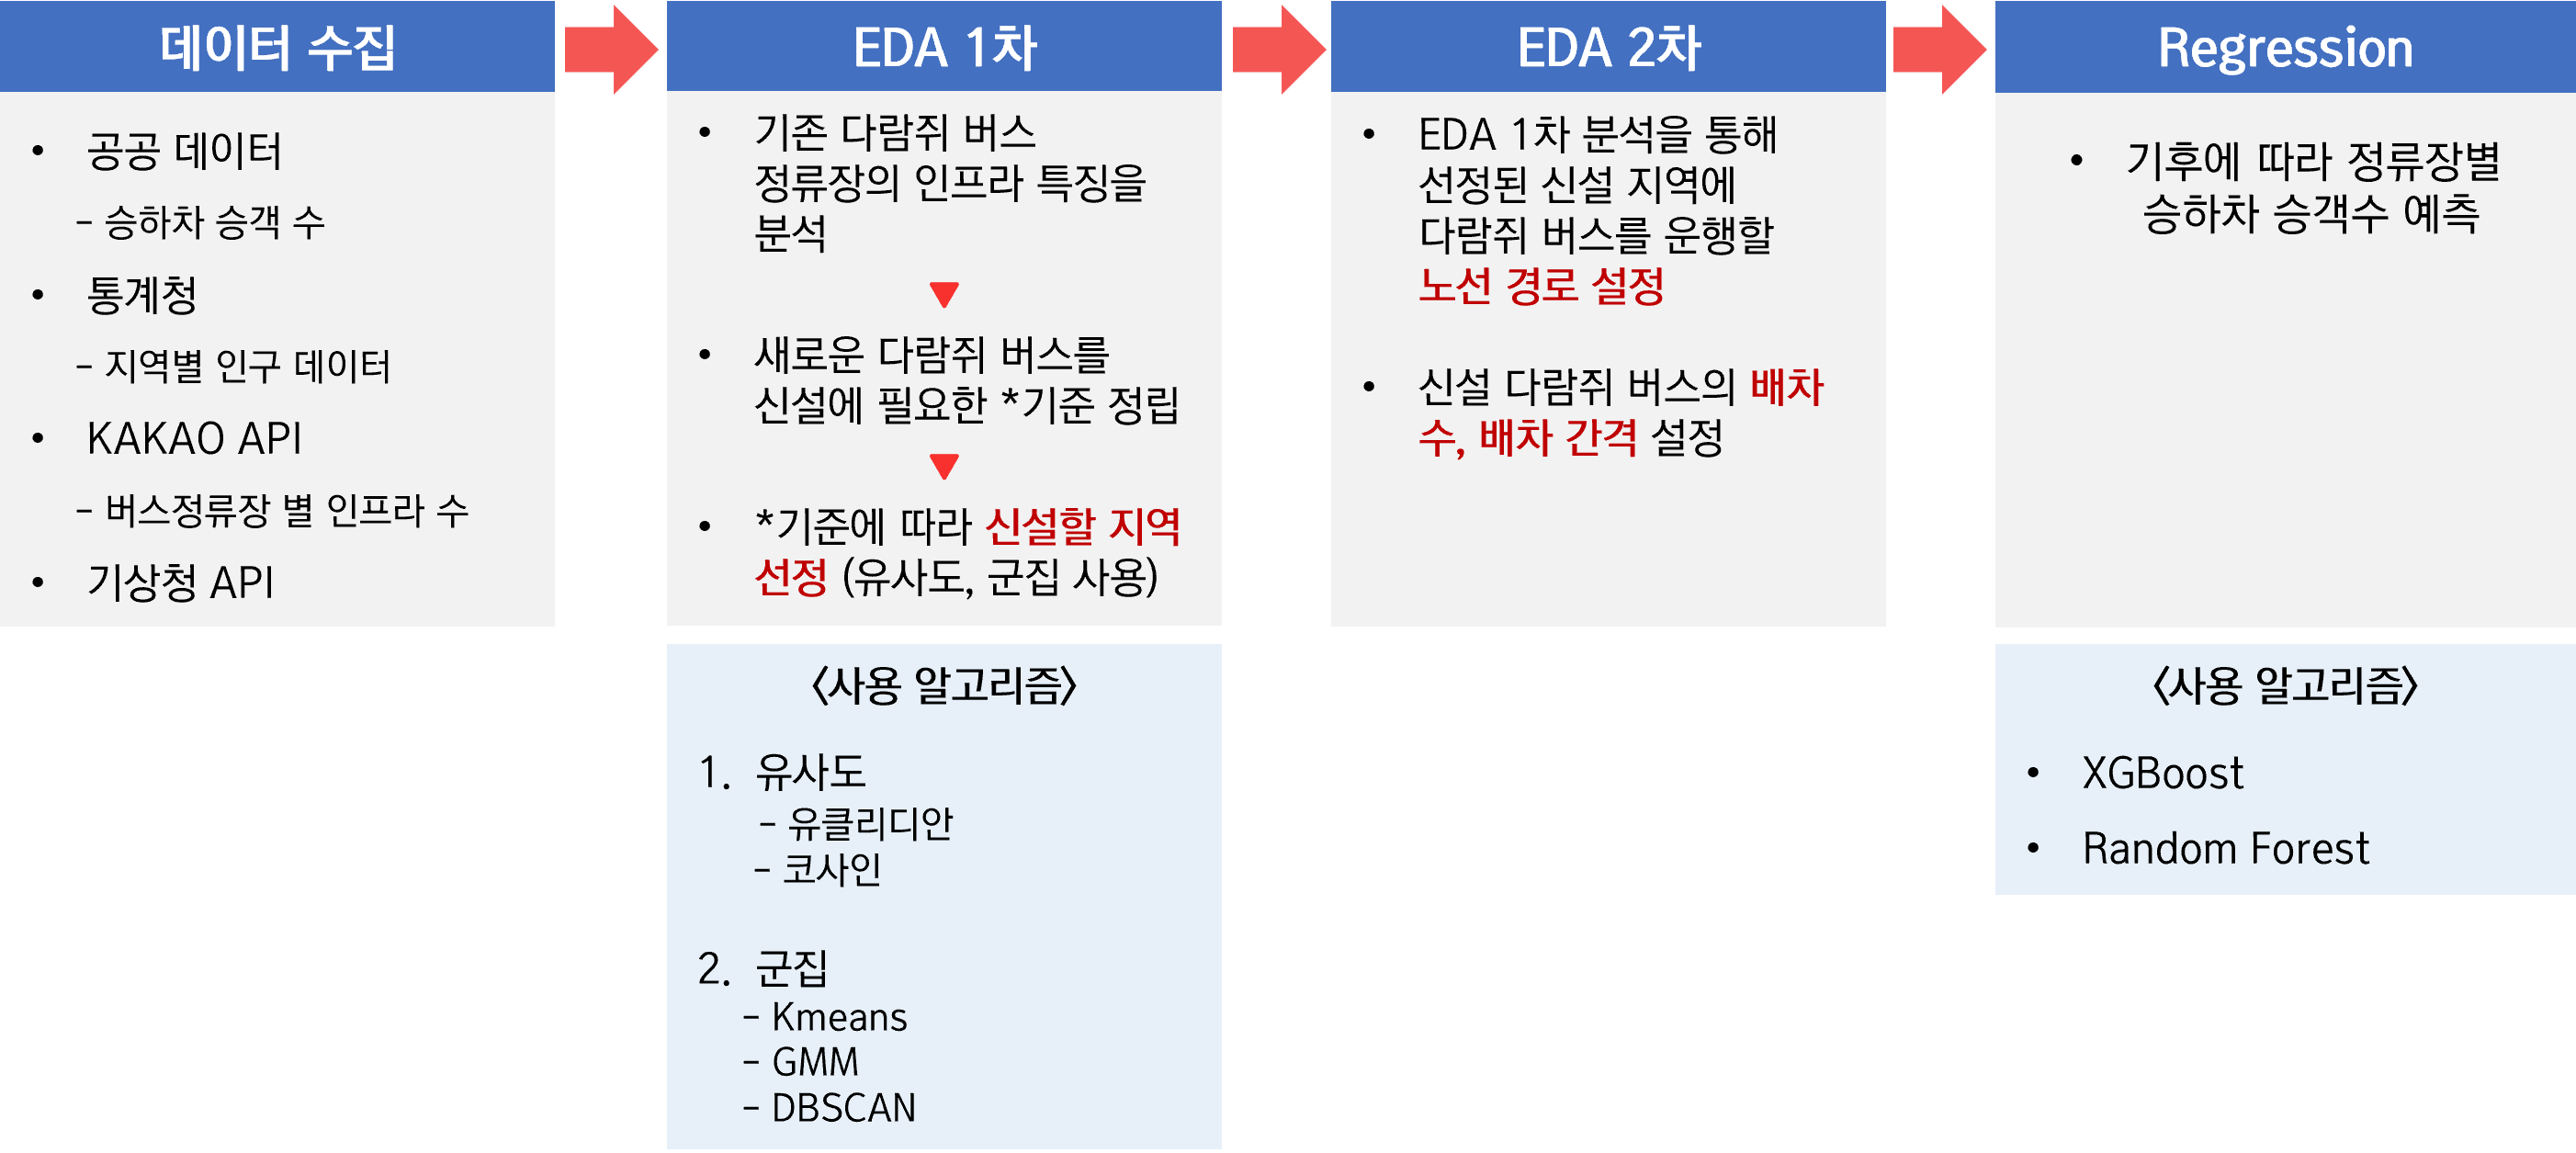 데이터 수집
• 공공 데이터
- 승하차 승객 수
• 통계청
- 지역별 인구 데이터
• KAKAO API
- 버스정류장 별 인프라 수
• 기상청 API
EDA 1차
• 기존 다람쥐 버스
정류장의 인프라 특징을
분석
• 새로운 다람쥐 버스를
신설에 필요한 *기준 정립
• *기준에 따라 신설할 지역
선정 (유사도, 군집 사용)
<사용 알고리즘>
1. 유사도
- 유클리디안
- 코사인
2. 군집
- Kmeans
- GMM
- DBSCAN
EDA 2차
• EDA 1차 분석을 통해
선정된 신설 지역에
다람쥐 버스를 운행할
노선 경로 설정
• 신설 다람쥐 버스의 배차
수, 배차 간격 설정
Regression
• 기후에 따라 정류장별
승하차 승객수 예측
<사용 알고리즘>
• XGBoost
• Random Forest